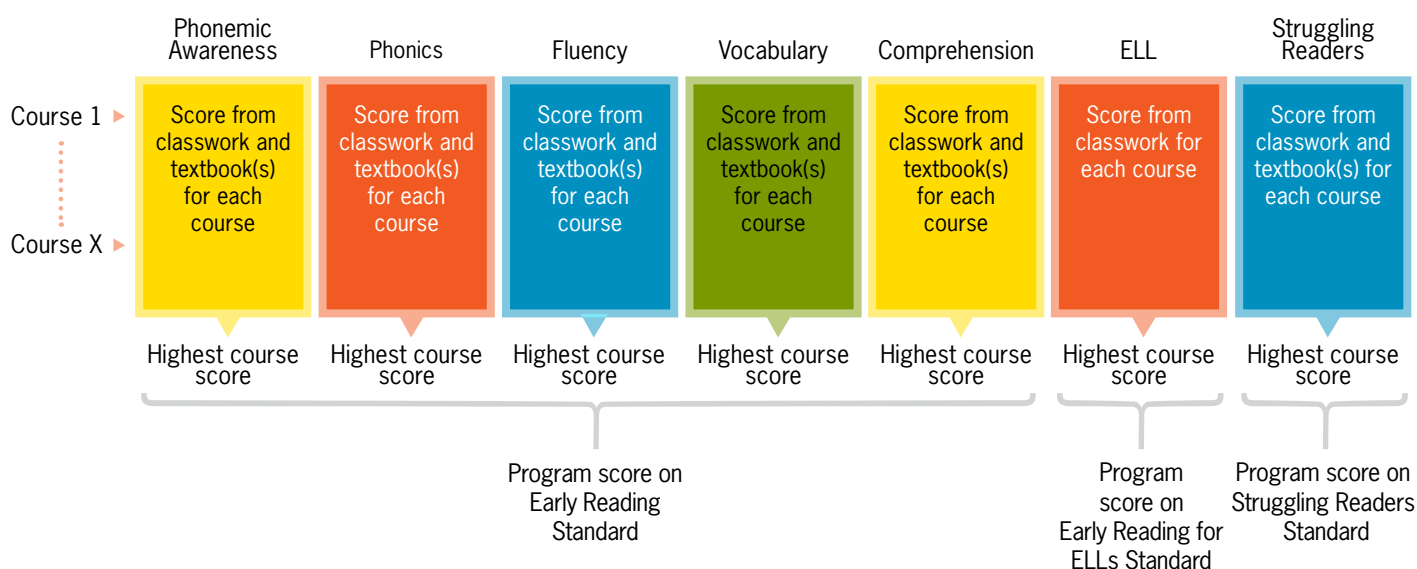 Phonemic
Awareness
Phonics
Fluency
Vocabulary
Comprehension
ELL
Struggling
Readers
Course 1
Course X
Score from
classwork and
textbook(s)
for each
course
Score from
classwork and
textbook(s)
for each
course
Score from
classwork and
textbook(s)
for each
course
Score from
classwork and
textbook(s)
for each
course
Score from
classwork and
textbook(s)
for each
course
Score from
classwork for
each course
Score from
classwork and
textbook(s) for
each course
Highest course
score
Highest course
score
Highest course
score
Highest course
score
Highest course
score
Highest course
score
Highest course
score
Program score on
Early Reading
Standard
Program
score on
Early Reading for
ELLs Standard
Program score on
Struggling Readers
Standard